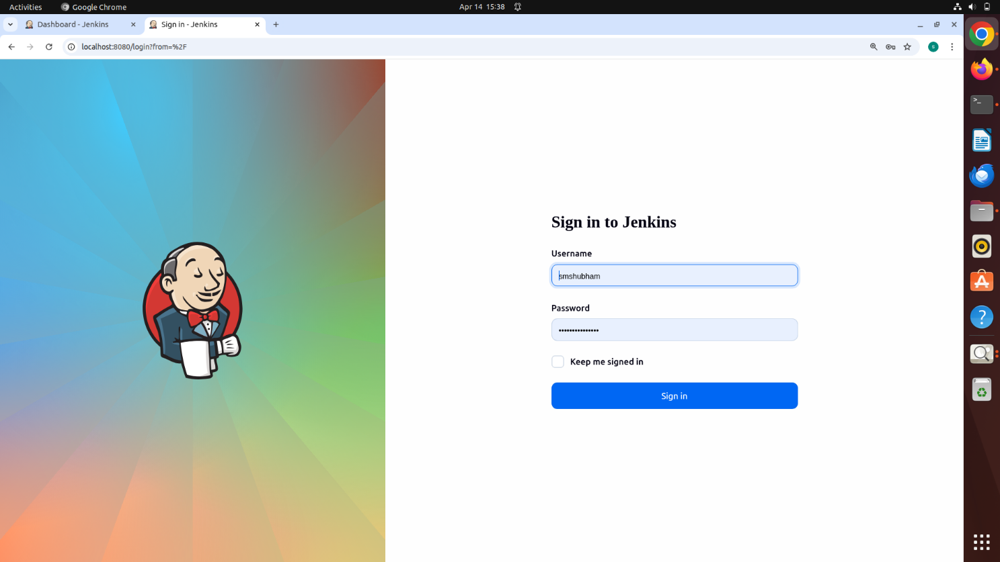 Activities
Google Chrome
Apr 14 15:38
Dashboard - Jenkins
Sign in - Jenkins
localhost:8080/login?from=%2F
S
Sign in to Jenkins
Username
smshubham
Password
•••••••••••••••
Keep me signed in
Sign in